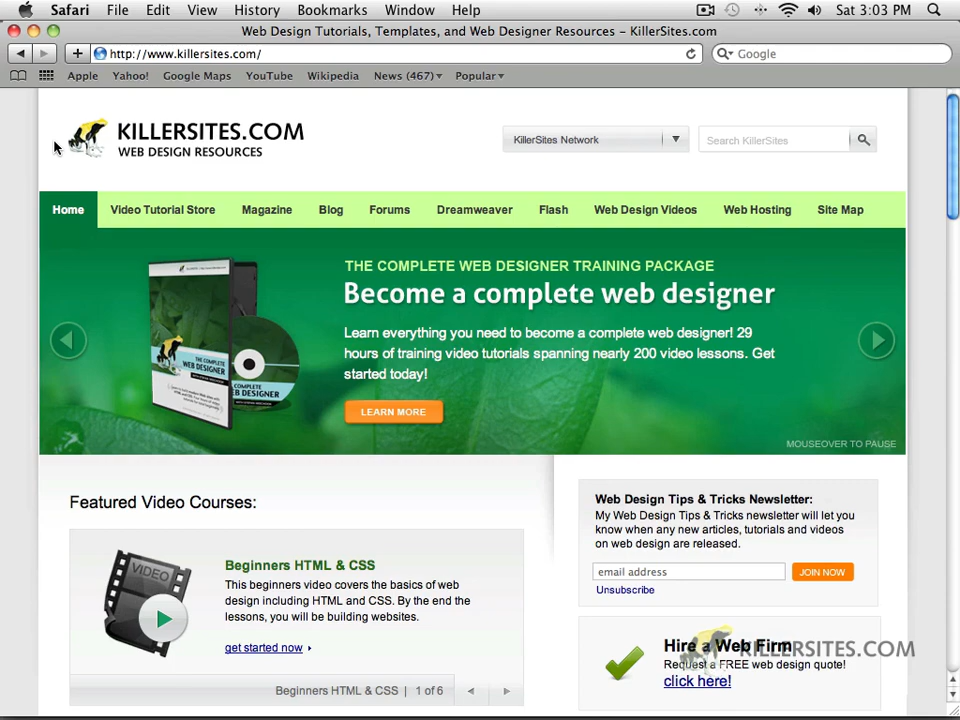 Safari File Edit View History Bookmarks Window Help Sat 3:03 PM
Web Design Tutorials, Templates, and Web Designer Resources – KillerSites.com
http://www.killersites.com/ Google
Apple Yahoo! Google Maps YouTube Wikipedia News (467) Popular
KILLERSITES.COM
WEB DESIGN RESOURCES
KillerSites Network Search KillerSites
Home Video Tutorial Store Magazine Blog Forums Dreamweaver Flash Web Design Videos Web Hosting Site Map
THE COMPLETE WEB DESIGNER TRAINING PACKAGE
Become a complete web designer
Learn everything you need to become a complete web designer! 29
hours of training video tutorials spanning nearly 200 video lessons. Get
started today!
LEARN MORE
MOUSEOVER TO PAUSE
Featured Video Courses:
VIDEO
Beginners HTML & CSS
This beginners video covers the basics of web
design including HTML and CSS. By the end the
lessons, you will be building websites.
get started now
Beginners HTML & CSS | 1 of 6
Web Design Tips & Tricks Newsletter:
My Web Design Tips & Tricks newsletter will let you
know when any new articles, tutorials and videos
on web design are released.
email address JOIN NOW
Unsubscribe
Hire a Web Firm
Request a FREE web design quote!
click here!
KILLERSITES.COM